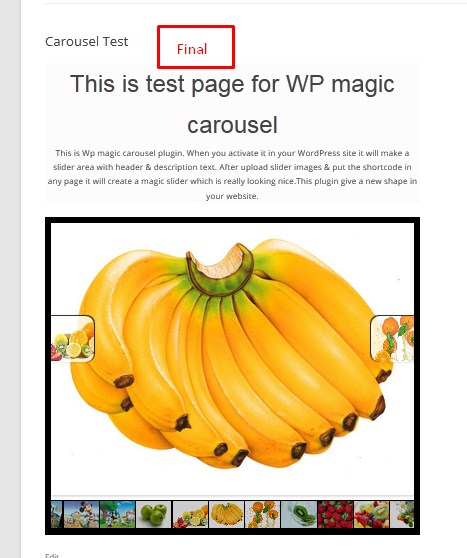 Carousel Test
Final
This is test page for WP magic
carousel
This is Wp magic carousel plugin. When you activate it in your WordPress site it will make a
slider area with header & description text. After upload slider images & put the shortcode in
any page it will create a magic slider which is really looking nice.This plugin give a new shape in
your website.
Edit